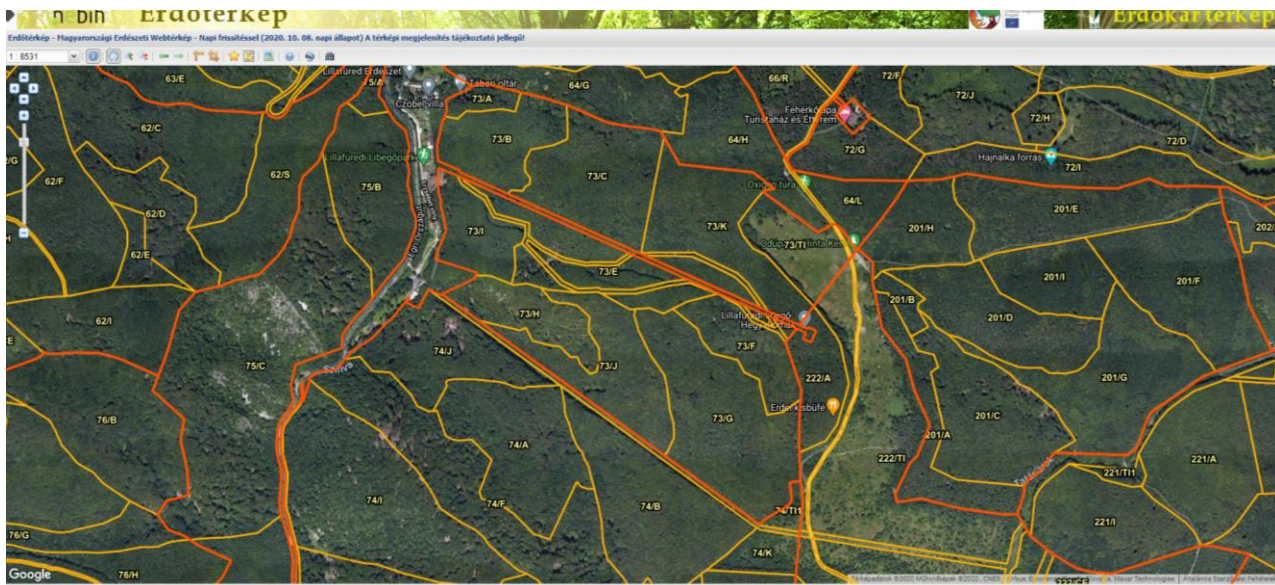 Erdőtérkép
Erdőkártérkép
Erdőtérkép - Magyarországi Erdészeti Webtérkép - Napi frissítéssel (2020. 10. 08. napi állapot) A térképi megjelenítés tájékoztató jellegű!
1 : 8531
Lillafüred Erdészet
Tábori oltár
63/E
75/A
73/A
64/G
66/R
72/F
Czóbel villa
72/J
Fehérkőlápa
Turistaház és Étterem
72/H
62/C
73/B
64/H
72/G
72/D
Lillafüredi Libegőpark
Hajnalka forrás
72/I
62/F
62/S
75/B
73/C
Oxigén túra
64/L
62/D
73/I
73/K
201/H
201/E
73/TI
62/E
73/E
201/I
201/F
201/B
62/I
73/H
Lillafüredi
73/F
201/D
74/J
75/C
Szinva
73/J
222/A
201/G
Erdei kisbüfé
76/B
73/G
201/C
201/A
74/A
222/TI
221/A
221/TI1
74/I
74/F
74/B
74/TI1
221/I
76/G
74/K
Google
76/H